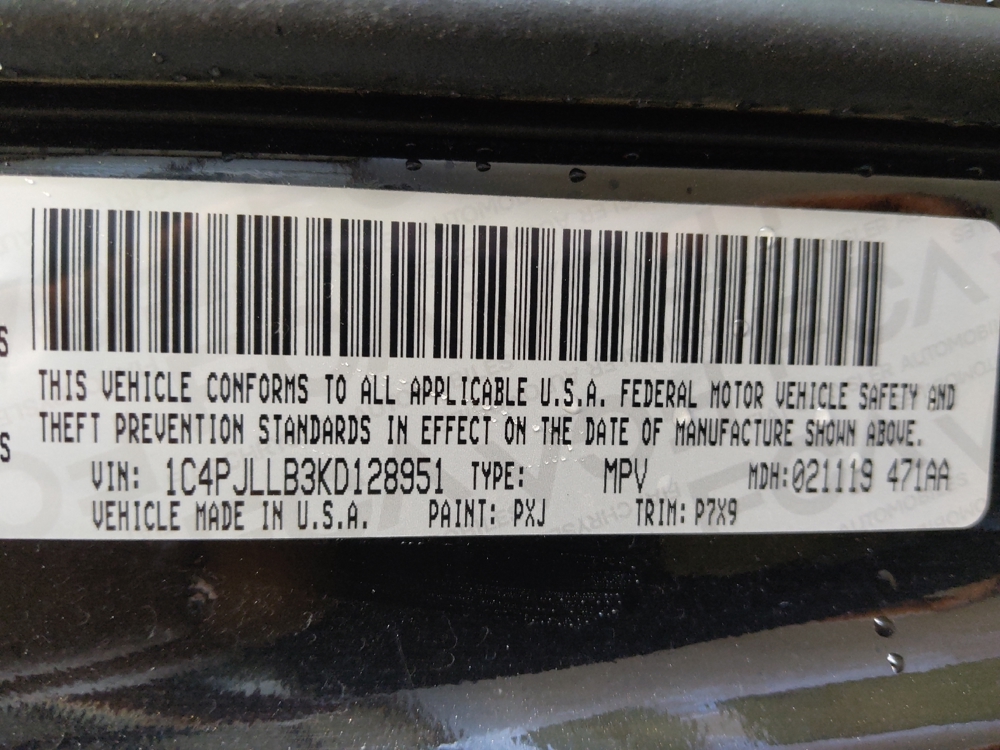 THIS VEHICLE CONFORMS TO ALL APPLICABLE U.S.A. FEDERAL MOTOR VEHICLE SAFETY AND
THEFT PREVENTION STANDARDS IN EFFECT ON THE DATE OF MANUFACTURE SHOWN ABOVE.
VIN: 1C4PJLLB3KD128951 TYPE: MPV MDH:021119 471AA
VEHICLE MADE IN U.S.A. PAINT: PXJ TRIM: P7X9